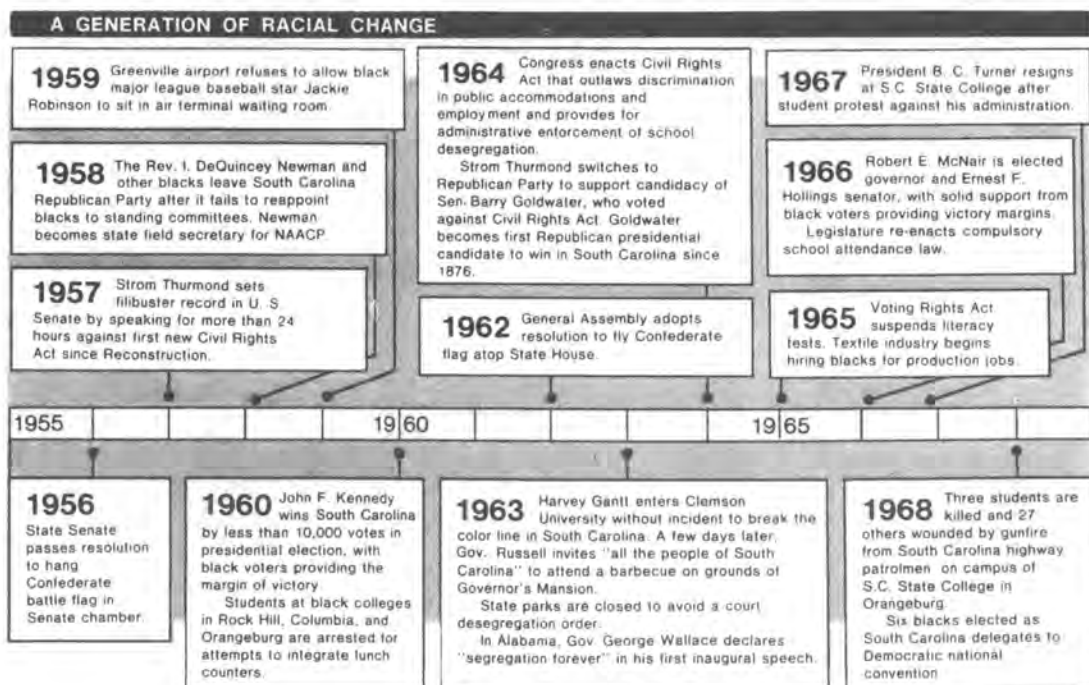 A GENERATION OF RACIAL CHANGE
1959 Greenville airport refuses to allow black
major league baseball star Jackie
Robinson to sit in air terminal waiting room.
1958 The Rev. I. DeQuincey Newman and
other blacks leave South Carolina
Republican Party after it fails to reappoint
blacks to standing committees. Newman
becomes state field secretary for NAACP
1957 Strom Thurmond sets
filibuster record in U. S.
Senate by speaking for more than 24
hours against first new Civil Rights
Act since Reconstruction.
1964 Congress enacts Civil Rights
Act that outlaws discrimination
in public accommodations and
employment and provides for
administrative enforcement of school
desegregation.
Strom Thurmond switches to
Republican Party to support candidacy of
Sen. Barry Goldwater, who voted
against Civil Rights Act. Goldwater
becomes first Republican presidential
candidate to win in South Carolina since
1876.
1962 General Assembly adopts
resolution to fly Confederate
flag atop State House.
1967 President B. C. Turner resigns
at S.C. State College after
student protest against his administration.
1966 Robert E. McNair is elected
governor and Ernest F.
Hollings senator, with solid support from
black voters providing victory margins.
Legislature re-enacts compulsory
school attendance law.
1965 Voting Rights Act
suspends literacy
tests. Textile industry begins
hiring blacks for production jobs.
1955 1960 1965
1956
State Senate
passes resolution
to hang
Confederate
battle flag in
Senate chamber.
1960 John F. Kennedy
wins South Carolina
by less than 10,000 votes in
presidential election, with
black voters providing the
margin of victory
Students at black colleges
in Rock Hill, Columbia, and
Orangeburg are arrested for
attempts to integrate lunch
counters.
1963 Harvey Gantt enters Clemson
University without incident to break the
color line in South Carolina. A few days later,
Gov. Russell invites "all the people of South
Carolina" to attend a barbecue on grounds of
Governor's Mansion.
State parks are closed to avoid a court
desegregation order.
In Alabama, Gov. George Wallace declares
"segregation forever" in his first inaugural speech.
1968 Three students are
killed and 27
others wounded by gunfire
from South Carolina highway
patrolmen on campus of
S.C. State College in
Orangeburg
Six blacks elected as
South Carolina delegates to
Democratic national
convention